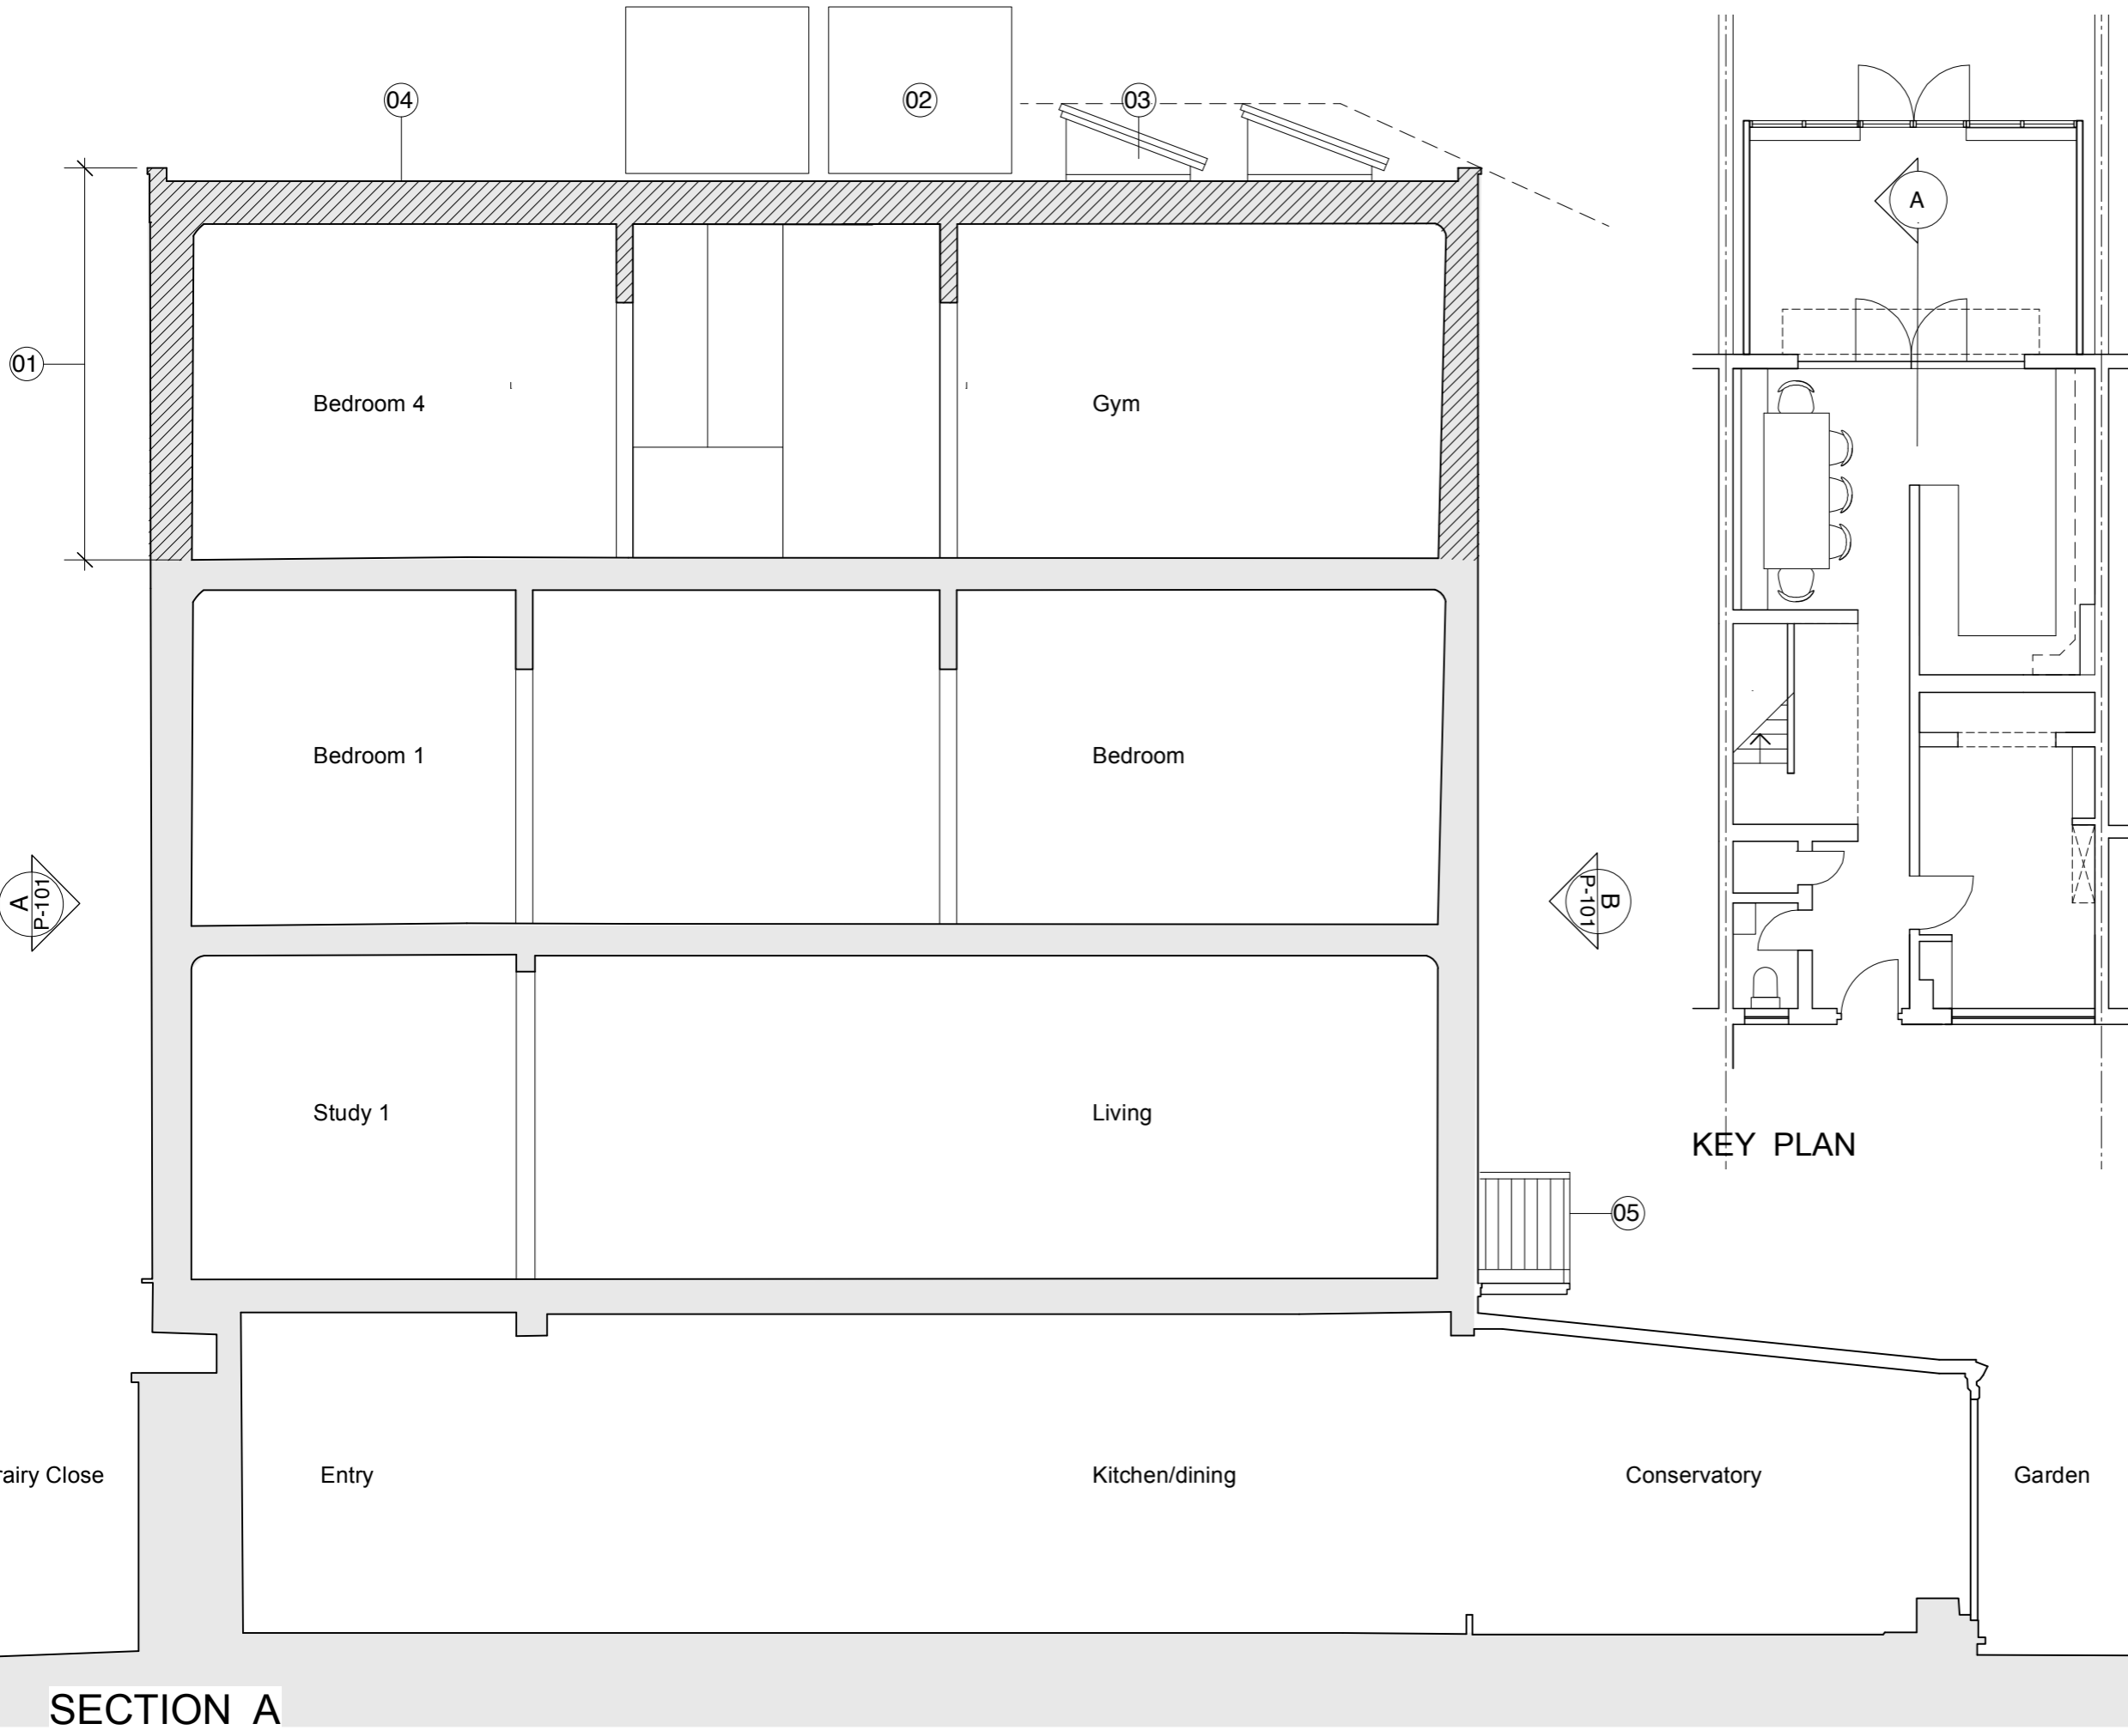 04
02
03
A
01
Bedroom 4
Gym
Bedroom 1
Bedroom
A
P-101
B
P-101
Study 1
Living
KEY PLAN
05
Entry
Kitchen/dining
Conservatory
Garden
Close
SECTION A